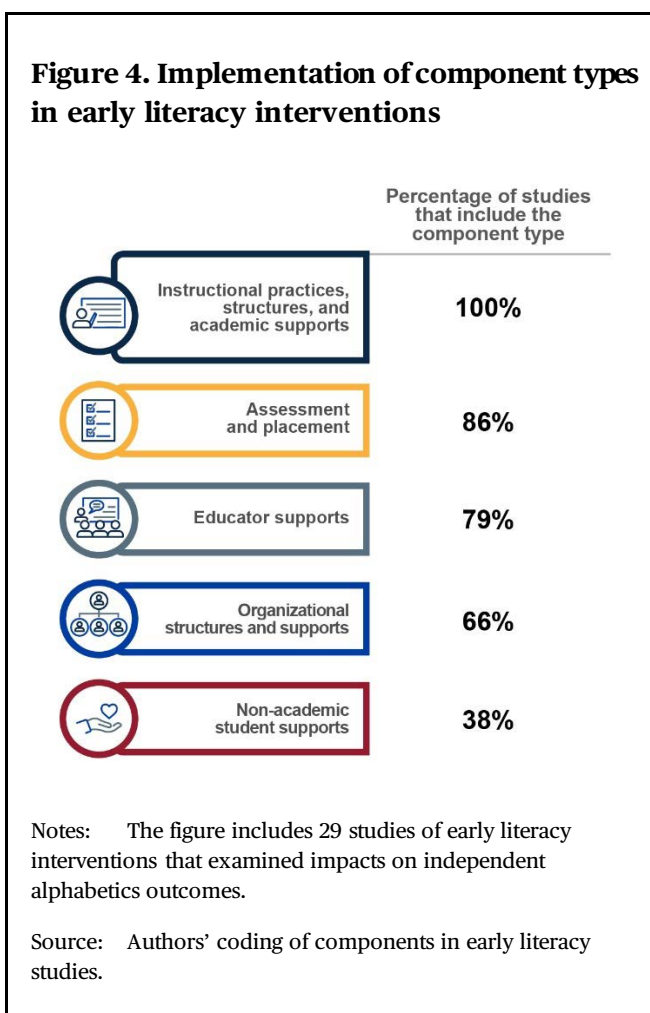 Figure 4. Implementation of component types
in early literacy interventions
Percentage of studies
that include the
component type
Instructional practices,
structures, and
academic supports
100%
Assessment
and placement
86%
Educator supports
79%
Organizational
structures and supports
66%
Non-academic
student supports
38%
Notes: The figure includes 29 studies of early literacy
interventions that examined impacts on independent
alphabetics outcomes.
Source: Authors’ coding of components in early literacy
studies.